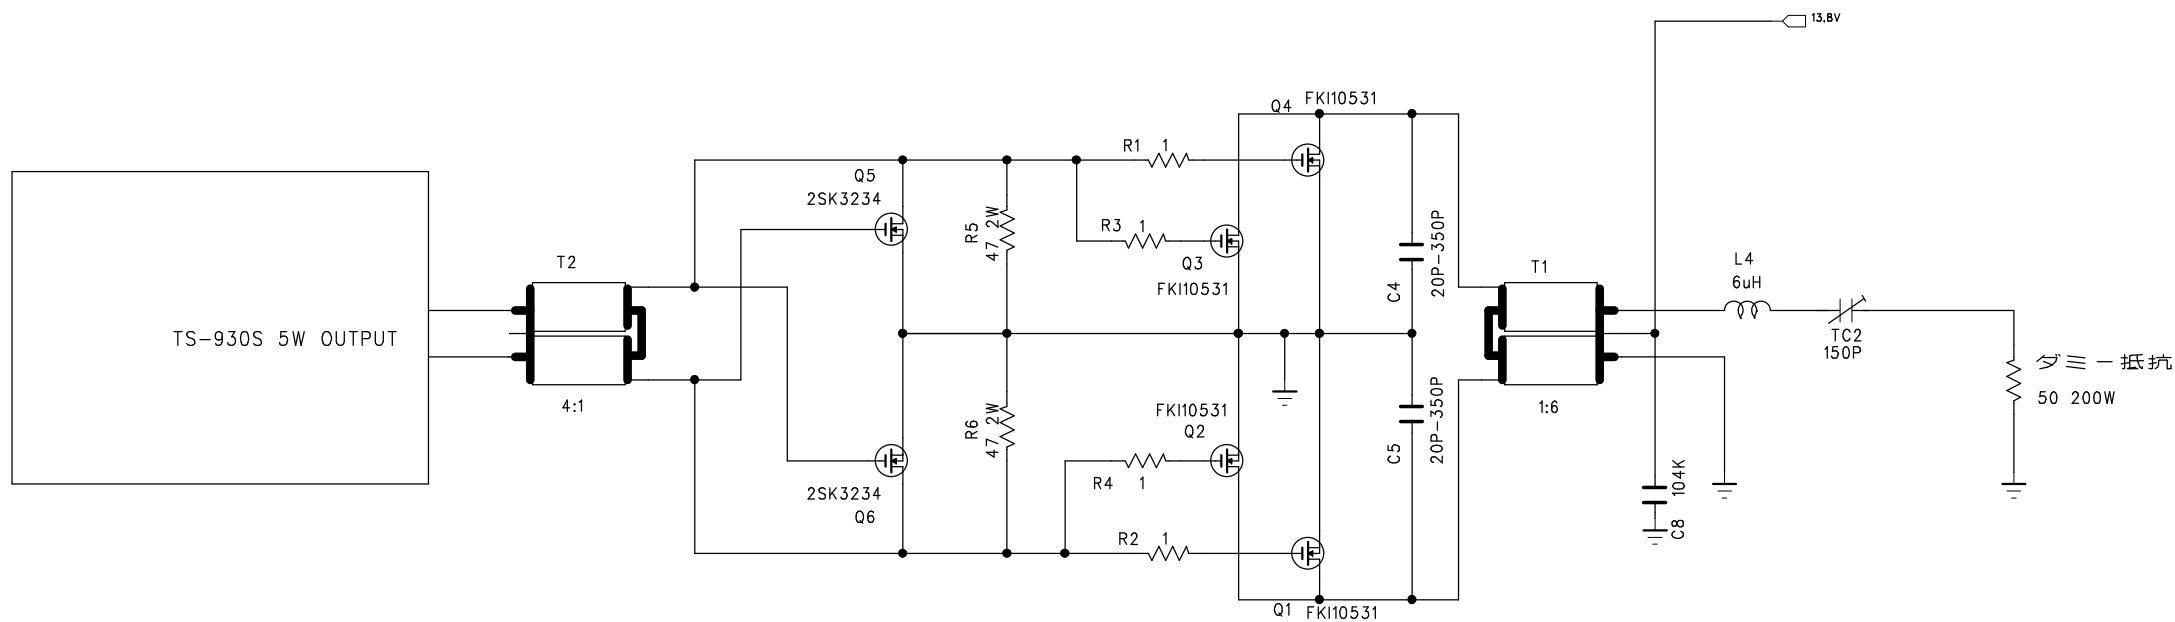 13.8V
Q4
FKI10531
R1
1
Q5
2SK3234
R5
47 2W
R3
1
Q3
FKI10531
C4
20P-350P
T2
T1
L4
6uH
TS-930S 5W OUTPUT
TC2
150P
ダミー抵抗
50 200W
4:1
1:6
R6
47 2W
FKI10531
Q2
C5
20P-350P
R4
1
2SK3234
Q6
104K
C8
R2
1
Q1
FKI10531